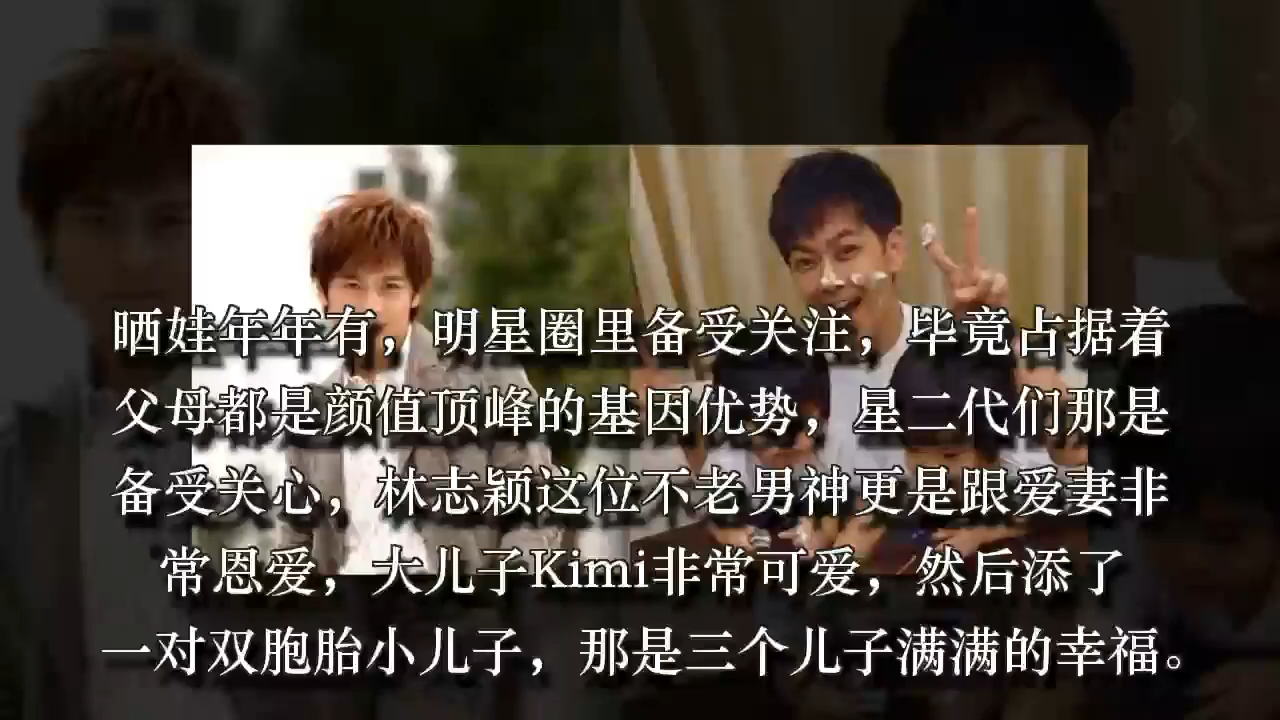 晒娃年年有，明星圈里备受关注，毕竟占据着
父母都是颜值顶峰的基因优势，星二代们那是
备受关心，林志颖这位不老男神更是跟爱妻非
常恩爱，大儿子Kimi非常可爱，然后添了
一对双胞胎小儿子，那是三个儿子满满的幸福。